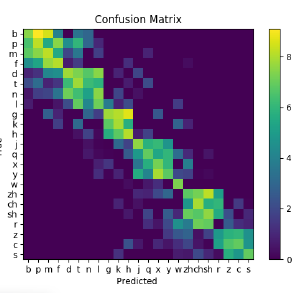 Confusion Matrix
b
p
m
f
d
t
n
l
g
k
h
j
q
x
y
w
zh
ch
sh
r
z
c
s
b p m f d t n l g k h j q x y w zh ch sh r z c s
Predicted
8
6
4
2
0